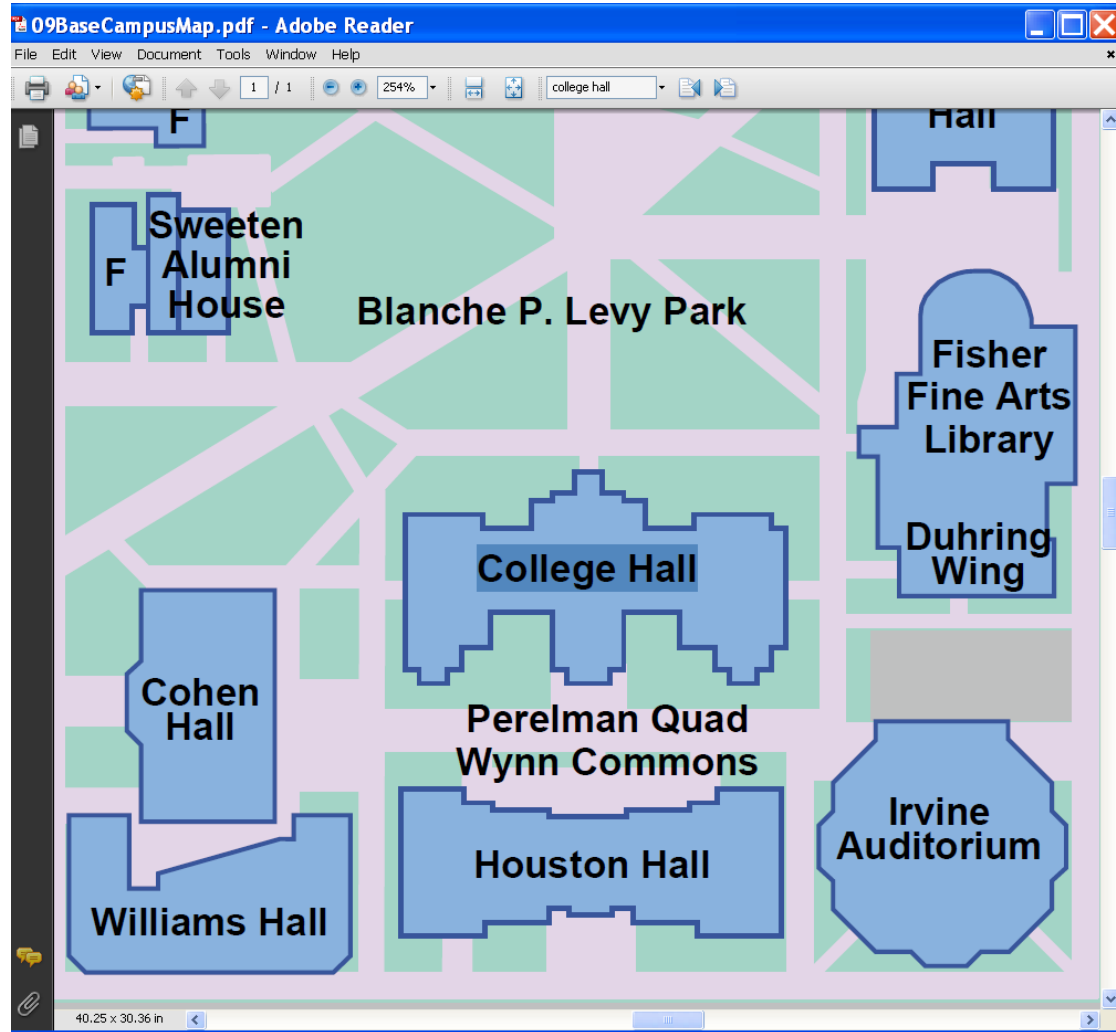 09BaseCampusMap.pdf - Adobe Reader
File Edit View Document Tools Window Help
1 / 1 254% college hall
F
Hall
Sweeten
Alumni
House
F
Blanche P. Levy Park
Fisher
Fine Arts
Library
Duhring
Wing
College Hall
Cohen
Hall
Perelman Quad
Wynn Commons
Irvine
Auditorium
Houston Hall
Williams Hall
40.25 x 30.36 in